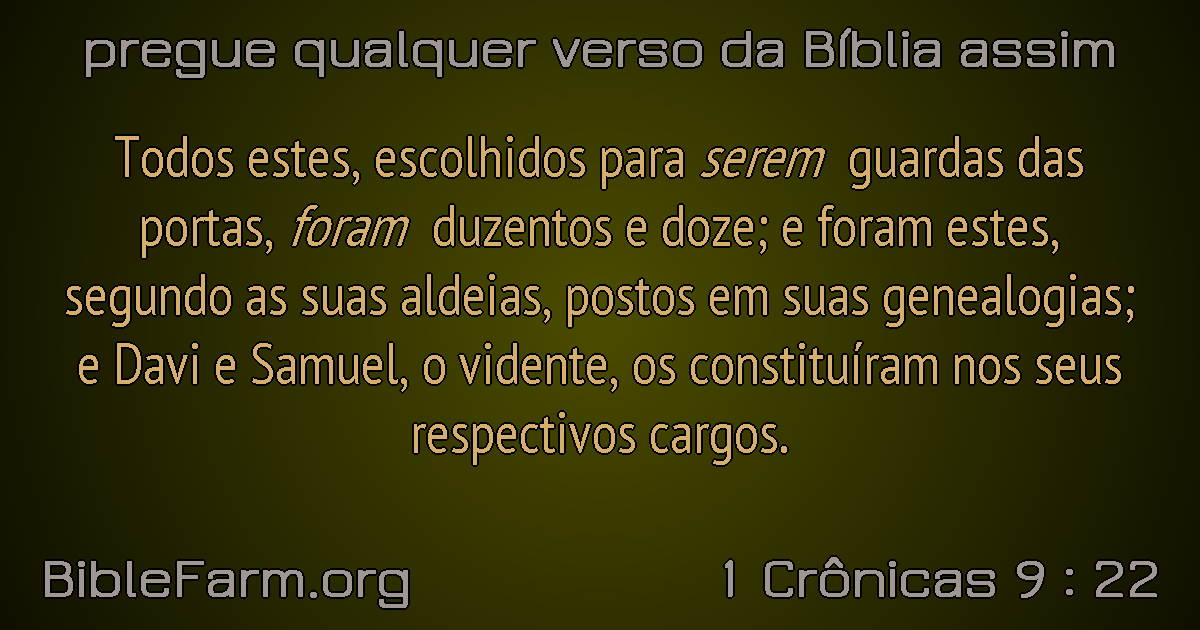 pregue qualquer verso da Bíblia assim
Todos estes, escolhidos para serem guardas das
portas, foram duzentos e doze; e foram estes,
segundo as suas aldeias, postos em suas genealogias;
e Davi e Samuel, o vidente, os constituíram nos seus
respectivos cargos.
BibleFarm.org
1 Crônicas 9 : 22